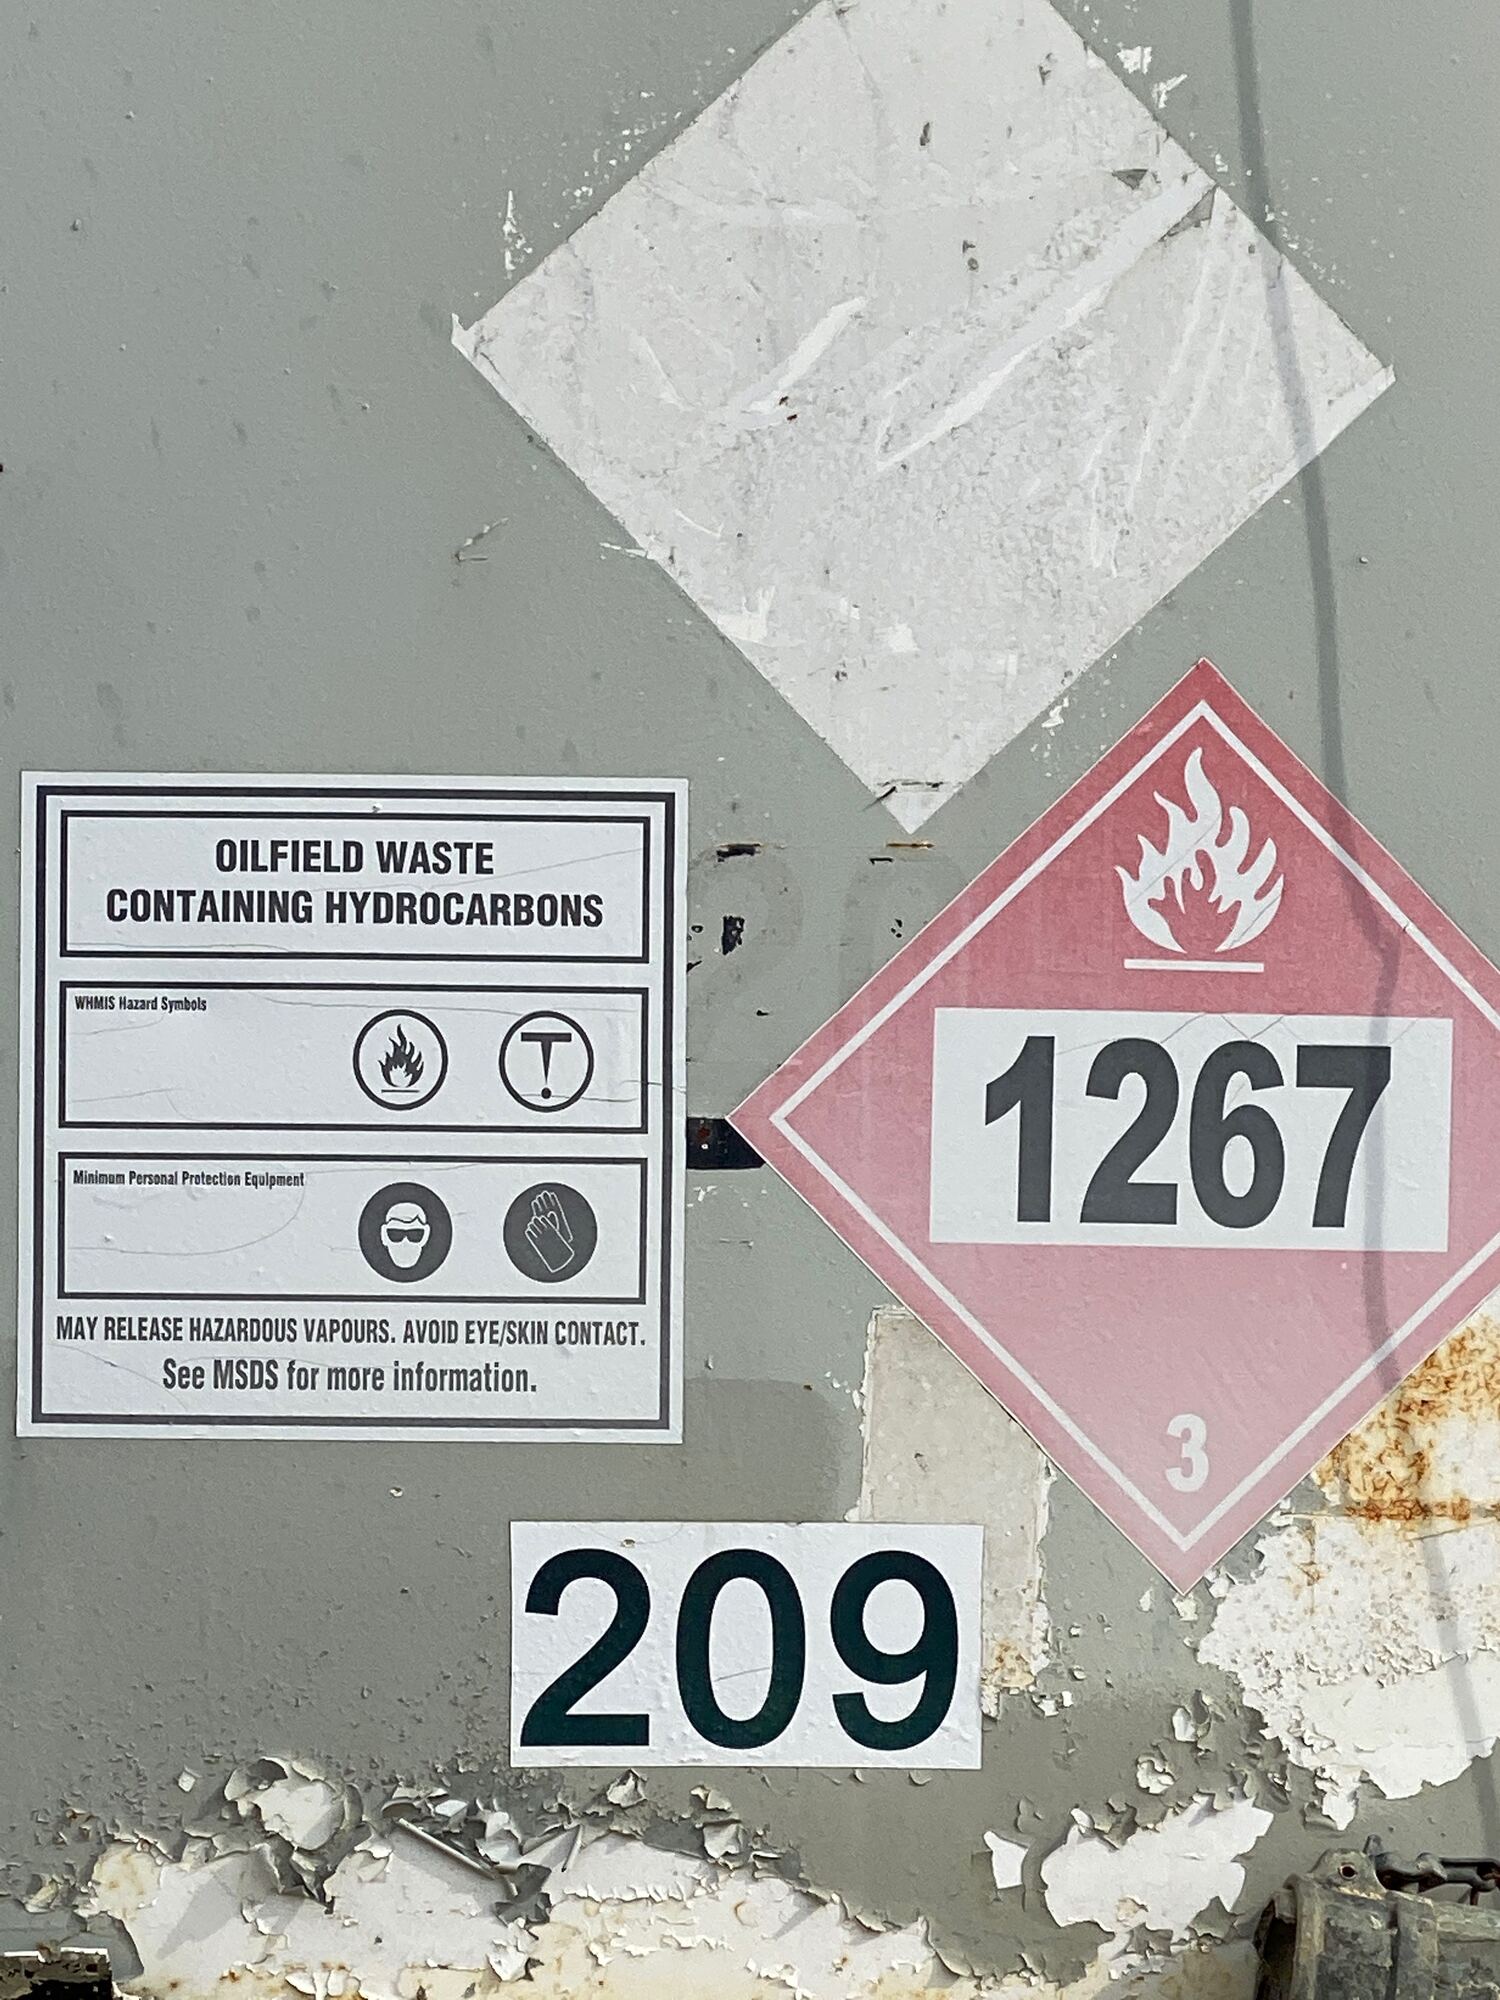 OILFIELD WASTE
CONTAINING HYDROCARBONS
WHMIS Hazard Symbols
Minimum Personal Protection Equipment
MAY RELEASE HAZARDOUS VAPOURS. AVOID EYE/SKIN CONTACT.
See MSDS for more information.
1267
3
209